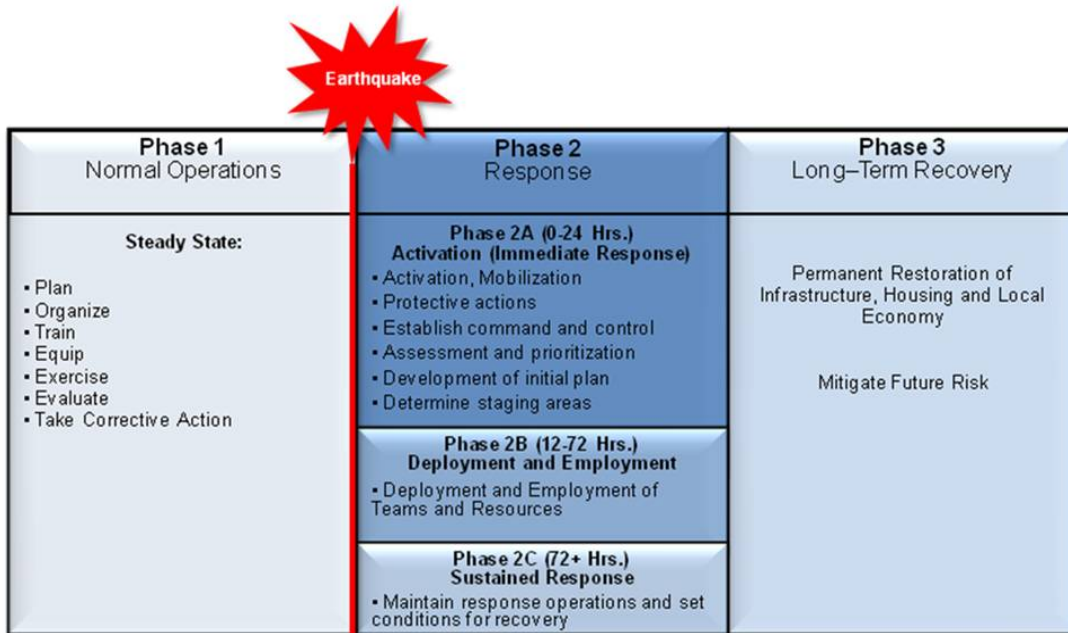 Earthquake
Phase 1
Normal Operations
Phase 2
Response
Phase 3
Long–Term Recovery
Steady State:
▪ Plan
▪ Organize
▪ Train
▪ Equip
▪ Exercise
▪ Evaluate
▪ Take Corrective Action
Phase 2A (0-24 Hrs.)
Activation (Immediate Response)
▪ Activation, Mobilization
▪ Protective actions
▪ Establish command and control
▪ Assessment and prioritization
▪ Development of initial plan
▪ Determine staging areas
Phase 2B (12-72 Hrs.)
Deployment and Employment
▪ Deployment and Employment of
Teams and Resources
Phase 2C (72+ Hrs.)
Sustained Response
▪ Maintain response operations and set
conditions for recovery
Permanent Restoration of
Infrastructure, Housing and Local
Economy
Mitigate Future Risk